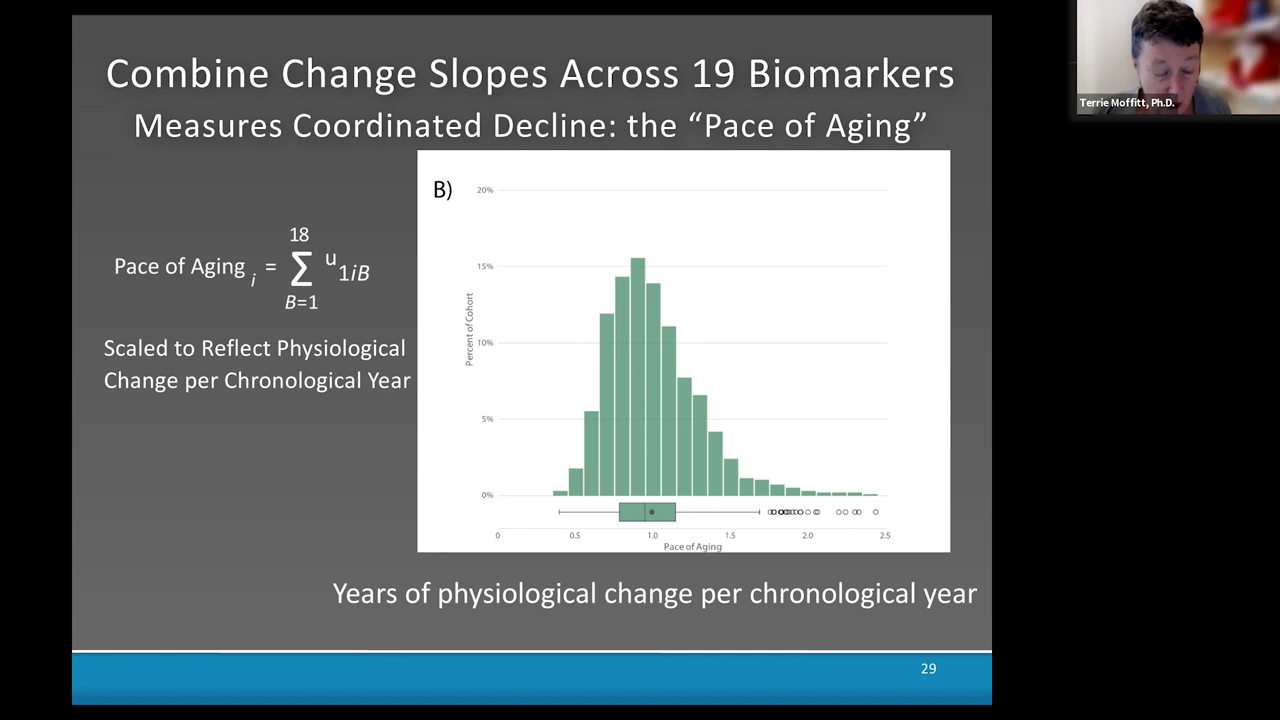 Combine Change Slopes Across 19 Biomarkers
Measures Coordinated Decline: the “Pace of Aging”
Terrie Moffitt, Ph.D.
B)
20%
15%
10%
5%
0%
Percent of Cohort
0 0.5 1.0 1.5 2.0 2.5
Pace of Aging
18
Pace of Aging i = Σ u1iB
B=1
Scaled to Reflect Physiological
Change per Chronological Year
Years of physiological change per chronological year
29